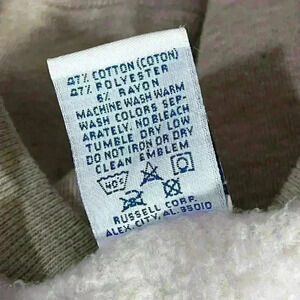 47% COTTON (COTON)
47% POLYESTER
6% RAYON
MACHINE WASH WARM
WASH COLORS SEP-
ARATELY. NO BLEACH
TUMBLE DRY LOW
DO NOT IRON OR DRY
CLEAN EMBLEM
40°C
RUSSELL CORP.
ALEX. CITY, AL. 35010